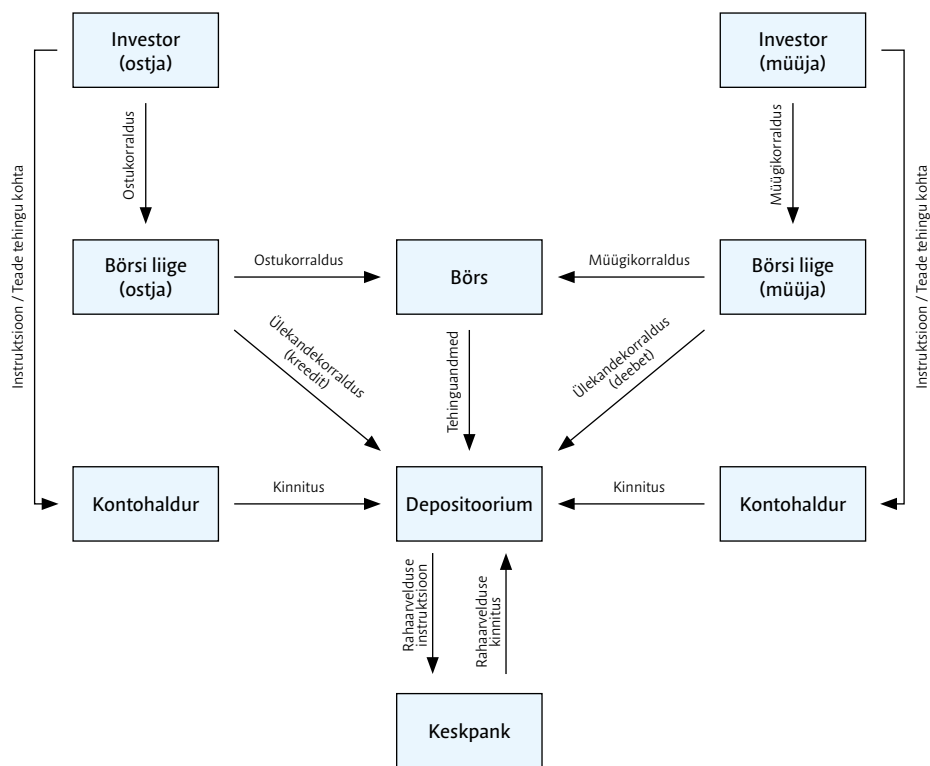 Investor
(ostja)
Investor
(müüja)
Ostukorraldus
Müügikorraldus
Instruktsioon / Teade tehingu kohta
Instruktsioon / Teade tehingu kohta
Börsi liige
(ostja)
Ostukorraldus
Börs
Müügikorraldus
Börsi liige
(müüja)
Ülekandekorraldus
(kreedit)
Tehinguandmed
Ülekandekorraldus
(deebet)
Kontohaldur
Kinnitus
Depositoorium
Kinnitus
Kontohaldur
Rahaarvelduse
instruktsioon
Rahaarvelduse
kinnitus
Keskpank